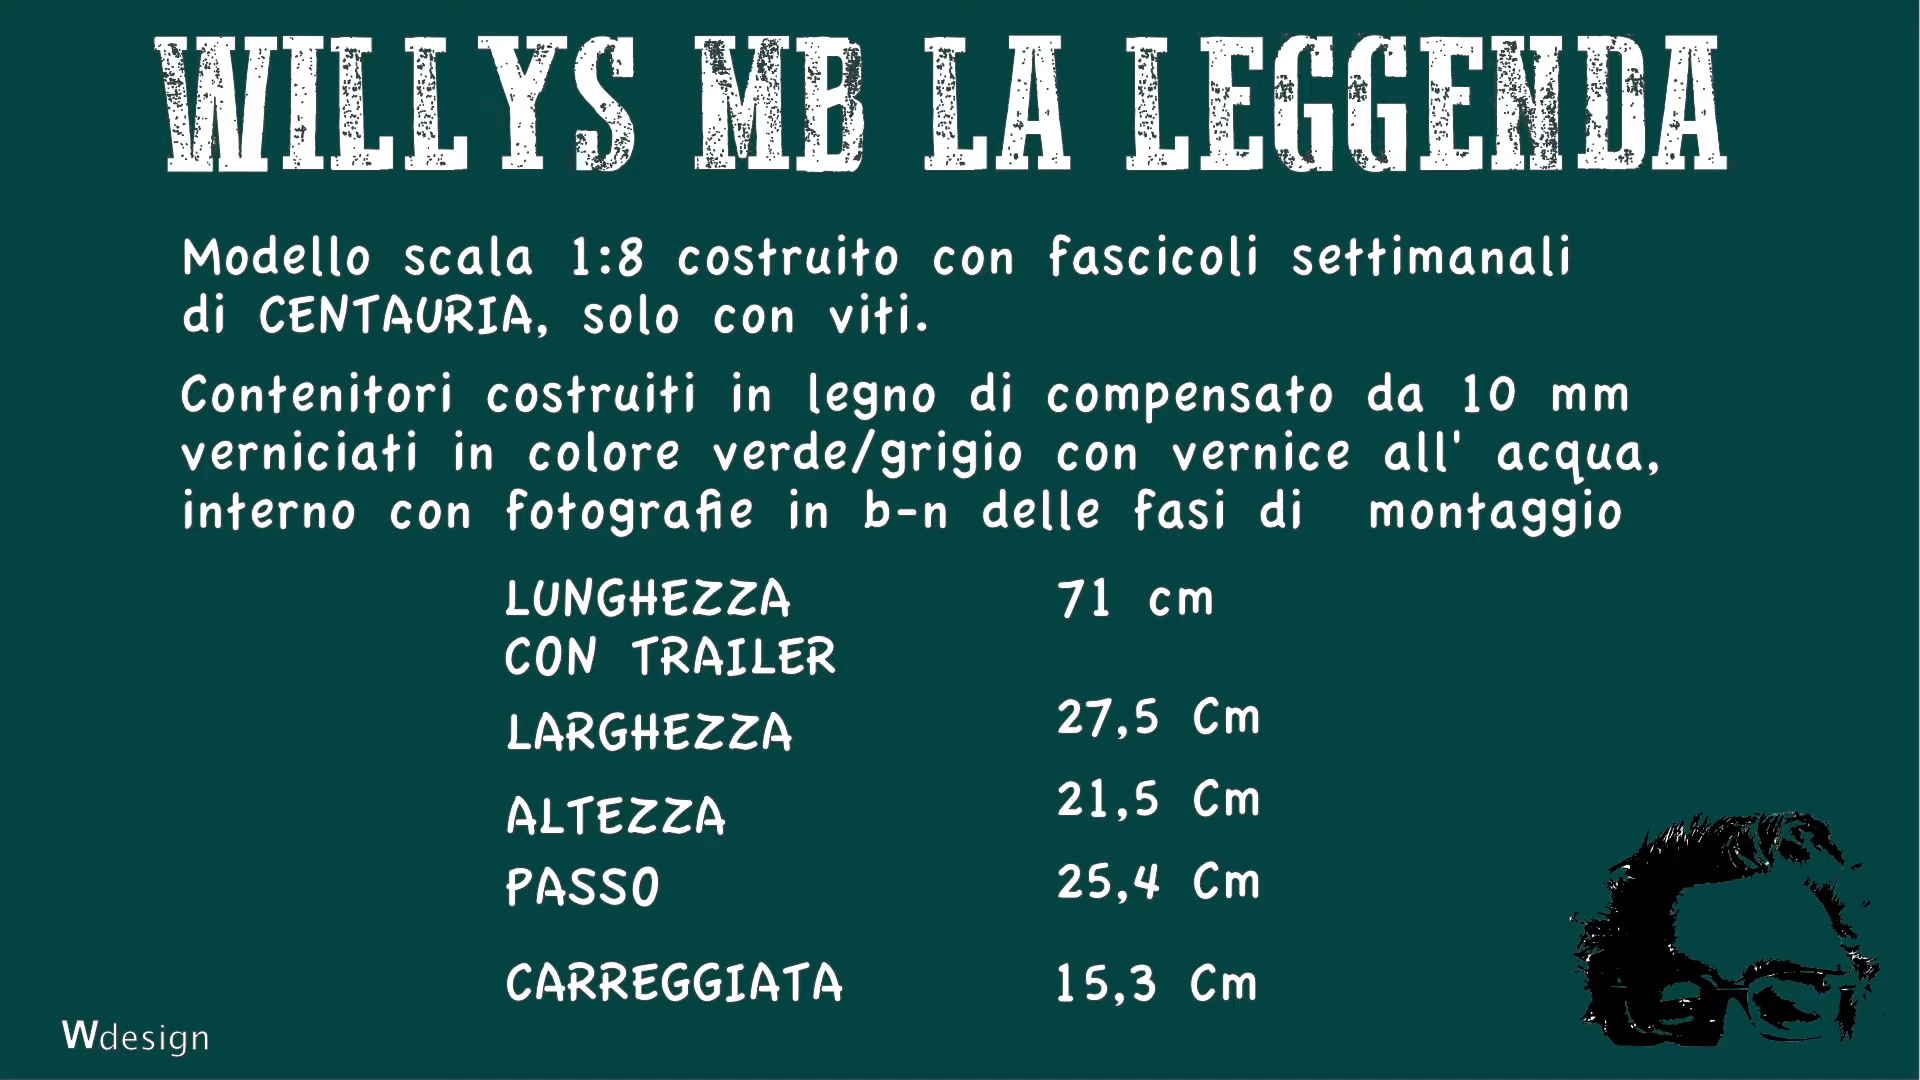 WILLYS MB LA LEGGENDA
Modello scala 1:8 costruito con fascicoli settimanali
di CENTAURIA, solo con viti.
Contenitori costruiti in legno di compensato da 10 mm
verniciati in colore verde/grigio con vernice all' acqua,
interno con fotografie in b-n delle fasi di montaggio
LUNGHEZZA 71 cm
CON TRAILER
LARGHEZZA 27,5 Cm
ALTEZZA 21,5 Cm
PASSO 25,4 Cm
CARREGGIATA 15,3 Cm
Wdesign